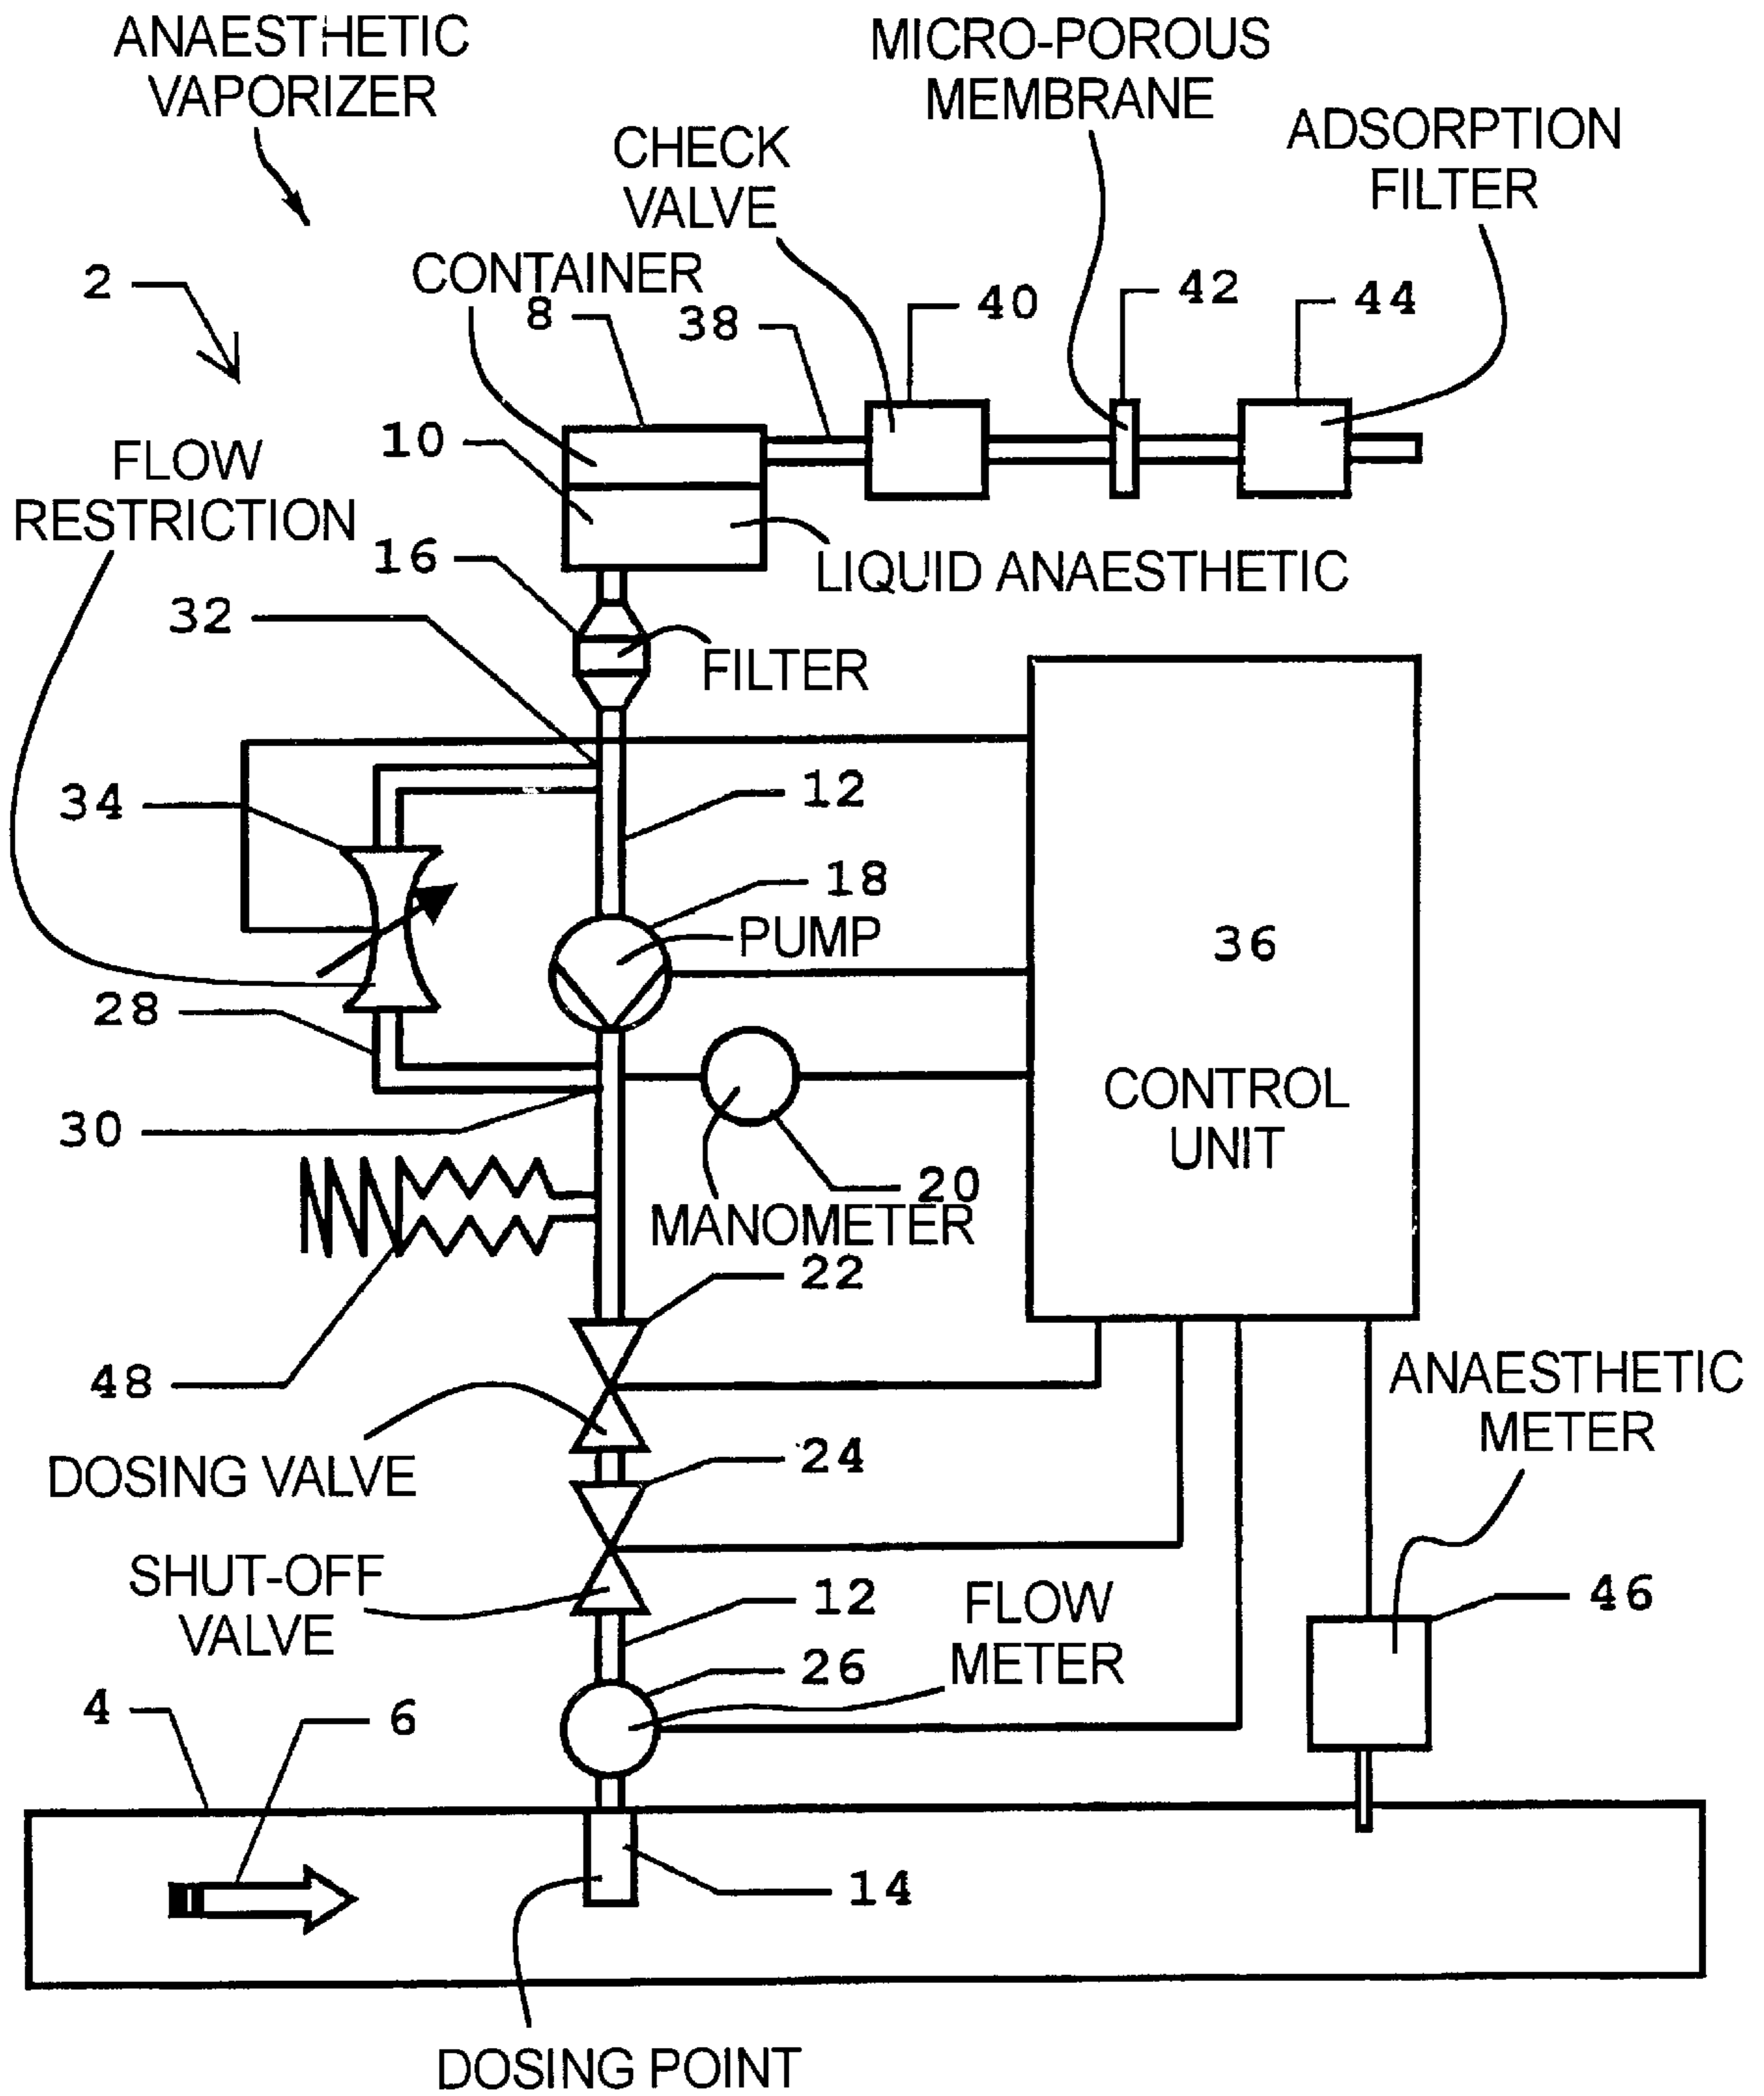 ANAESTHETIC
VAPORIZER
MICRO-POROUS
MEMBRANE
CHECK
VALVE
ADSORPTION
FILTER
CONTAINER
2
8
38
40
42
44
10
FLOW
RESTRICTION
16
LIQUID ANAESTHETIC
32
FILTER
34
12
18
PUMP
36
28
CONTROL
UNIT
30
20
MANOMETER
22
48
ANAESTHETIC
METER
DOSING VALVE
24
SHUT-OFF
VALVE
12
FLOW
METER
46
26
4
6
14
DOSING POINT